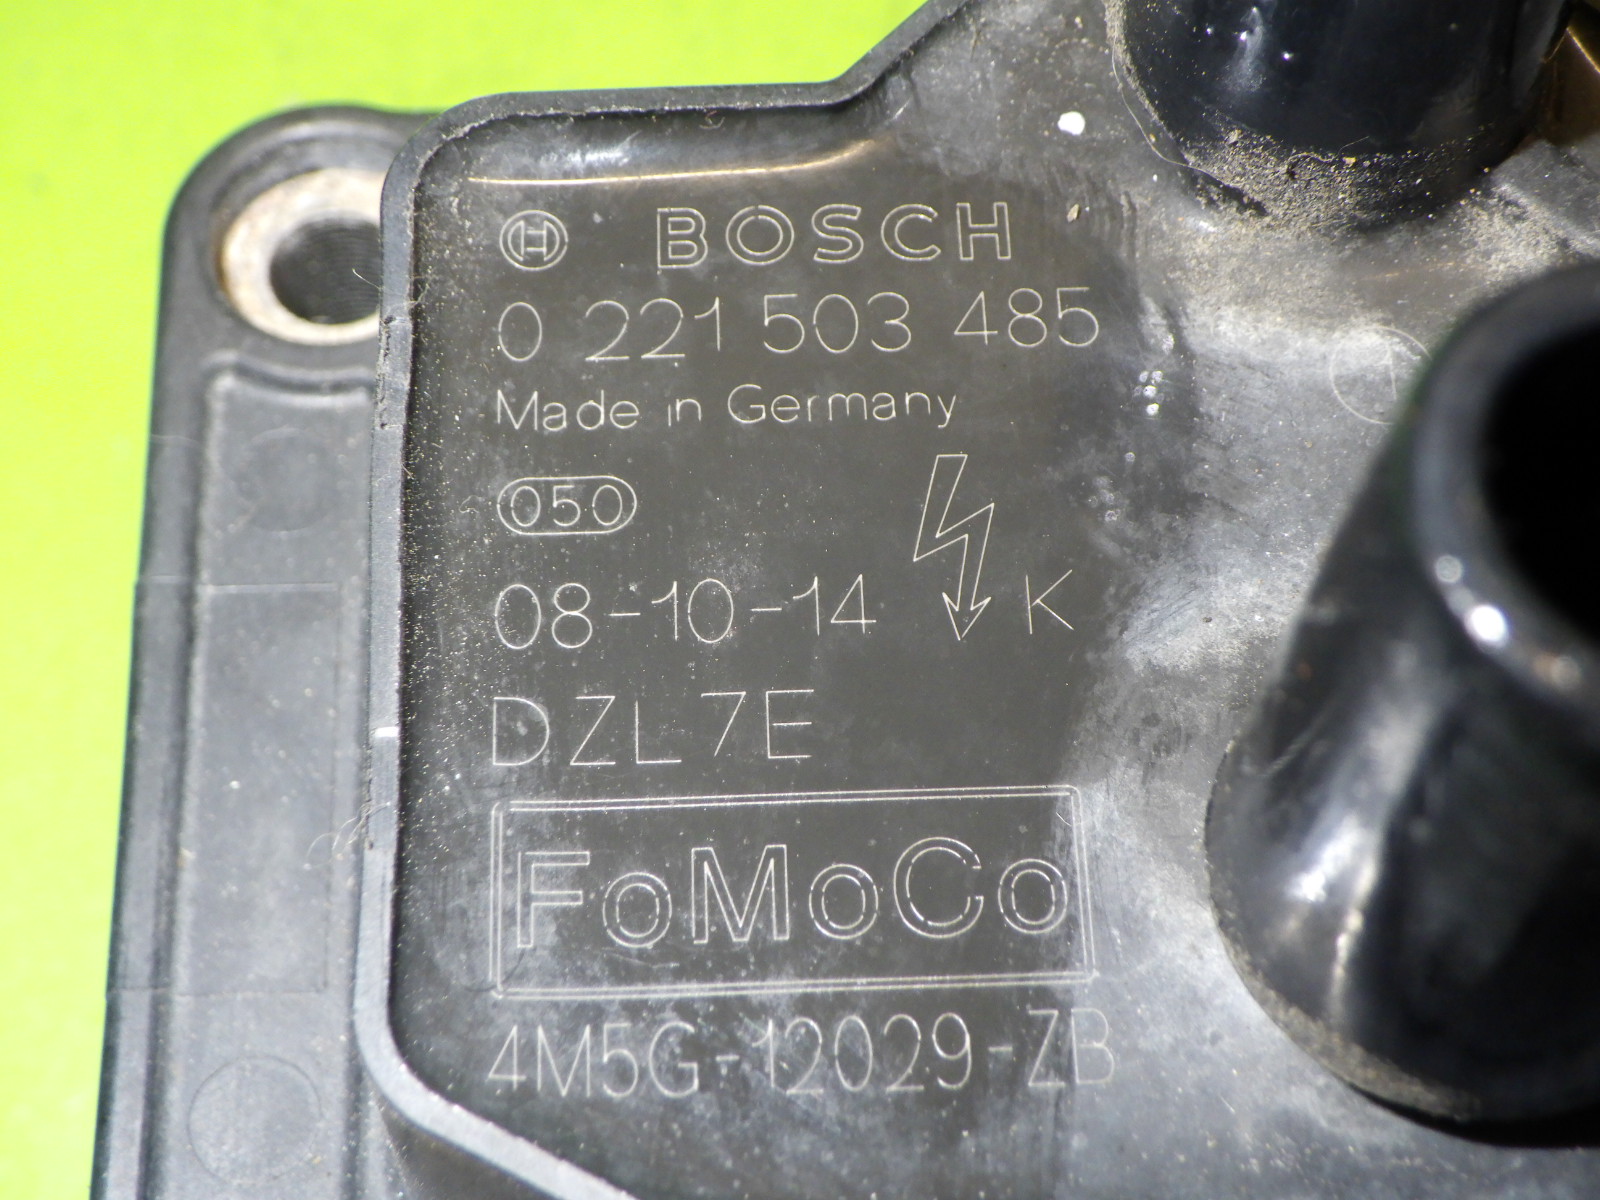 BOSCH
0 221 503 485
Made in Germany
050
08-10-14 K
DZL7E
FoMoCo
4M5G-12029-ZB